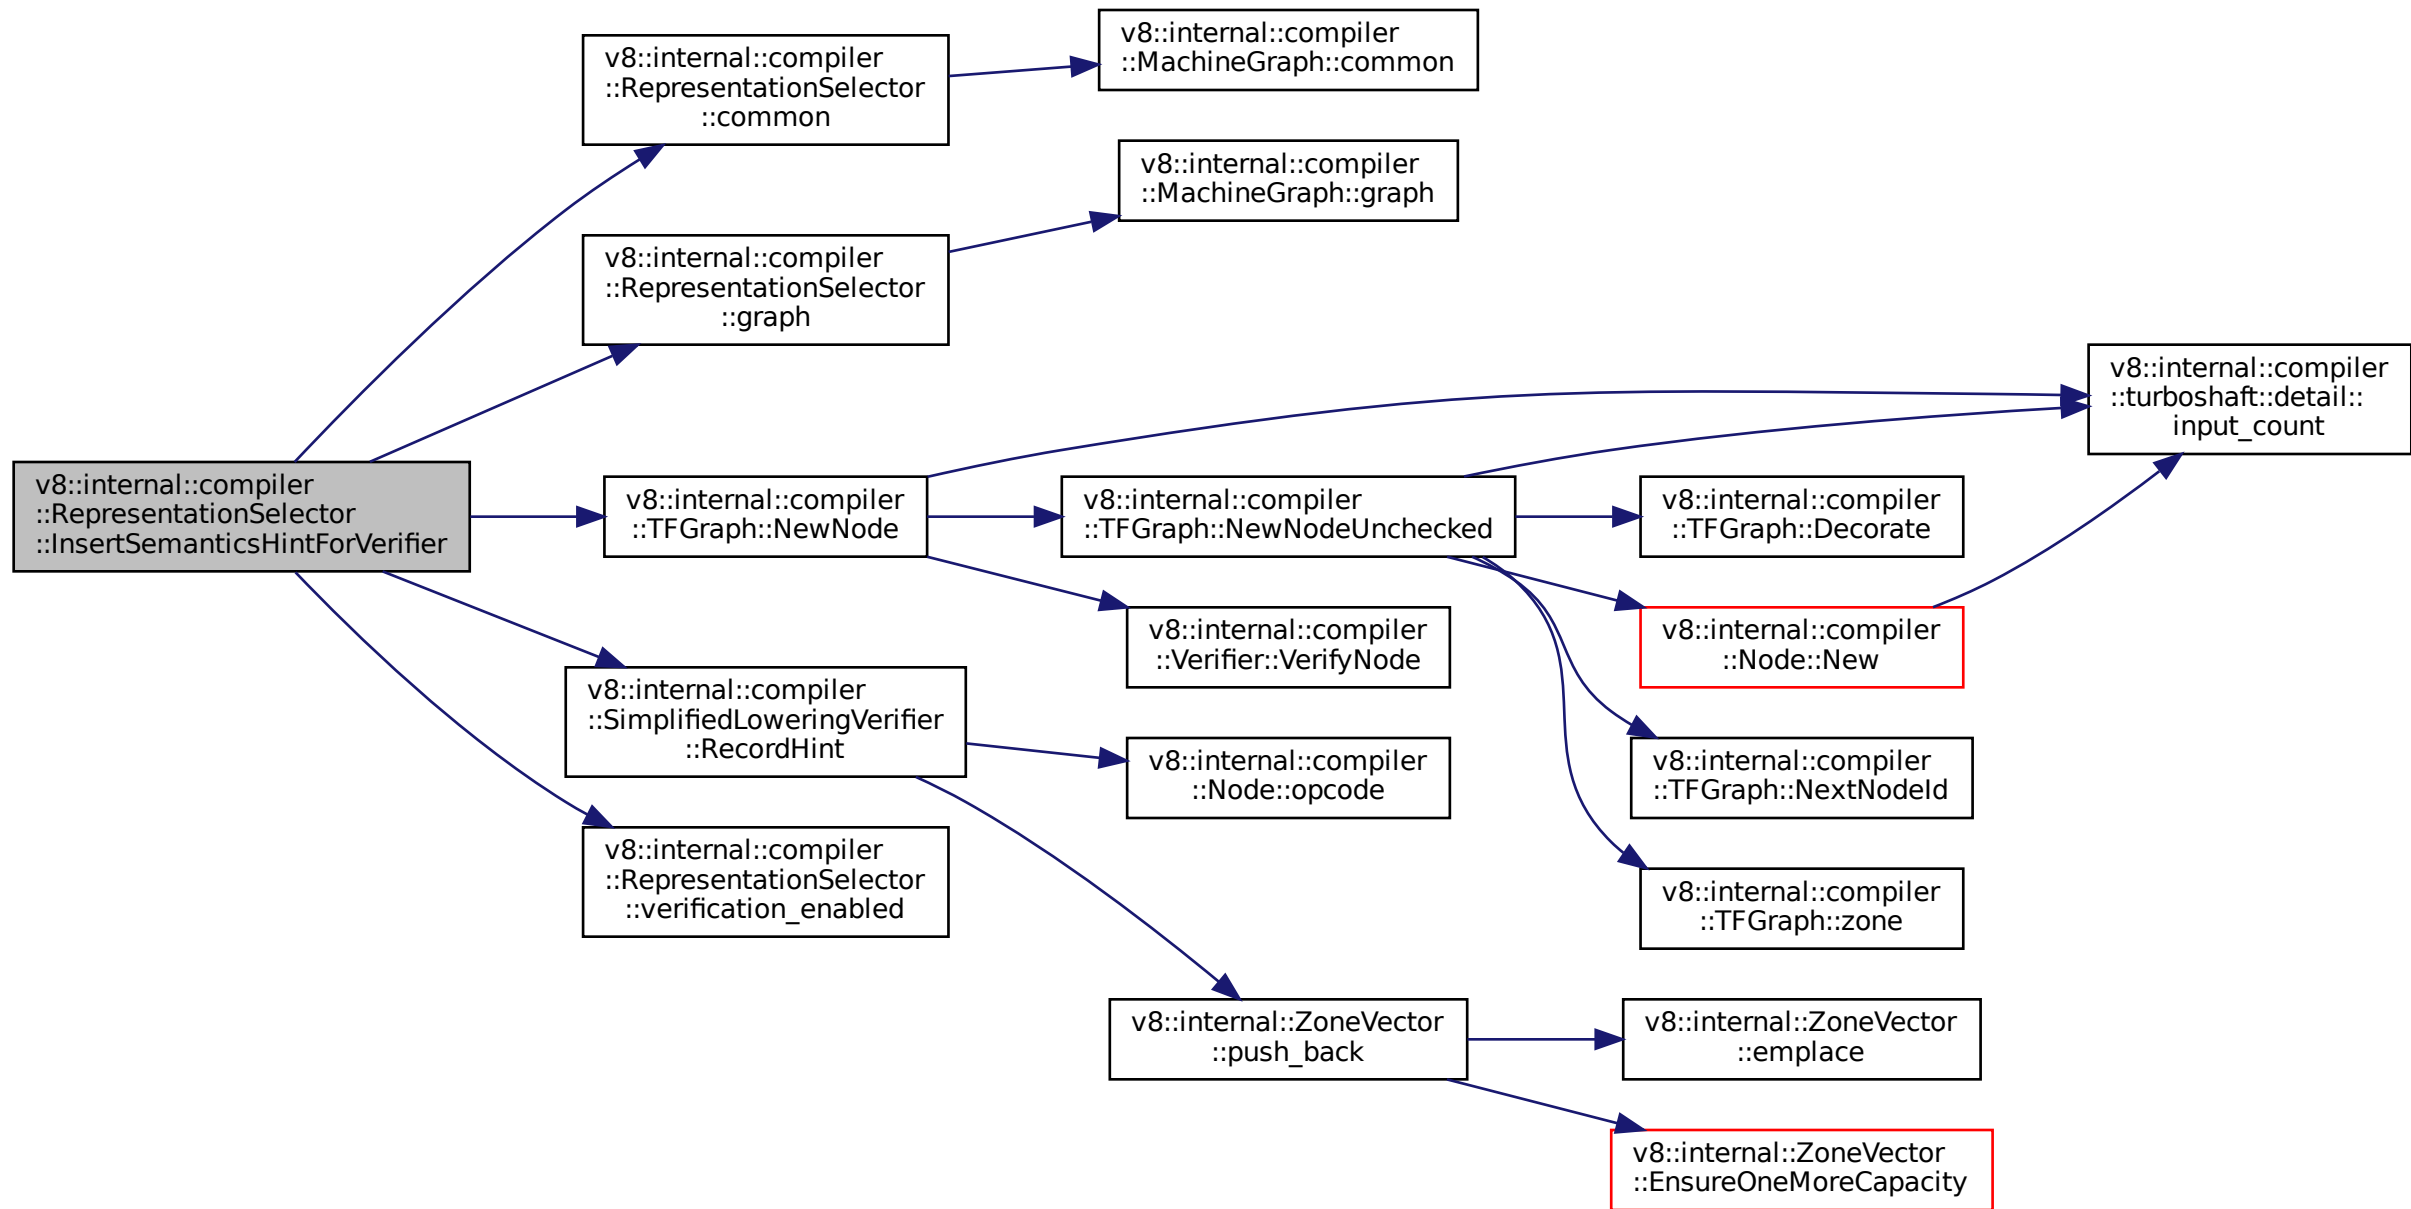 v8::internal::compiler
::RepresentationSelector
::InsertSemanticsHintForVerifier
v8::internal::compiler
::RepresentationSelector
::common
v8::internal::compiler
::MachineGraph::common
v8::internal::compiler
::RepresentationSelector
::graph
v8::internal::compiler
::MachineGraph::graph
v8::internal::compiler
::TFGraph::NewNode
v8::internal::compiler
::turboshaft::detail::
input_count
v8::internal::compiler
::TFGraph::NewNodeUnchecked
v8::internal::compiler
::TFGraph::Decorate
v8::internal::compiler
::Node::New
v8::internal::compiler
::TFGraph::NextNodeId
v8::internal::compiler
::TFGraph::zone
v8::internal::compiler
::Verifier::VerifyNode
v8::internal::compiler
::SimplifiedLoweringVerifier
::RecordHint
v8::internal::compiler
::Node::opcode
v8::internal::ZoneVector
::push_back
v8::internal::ZoneVector
::emplace
v8::internal::ZoneVector
::EnsureOneMoreCapacity
v8::internal::compiler
::RepresentationSelector
::verification_enabled